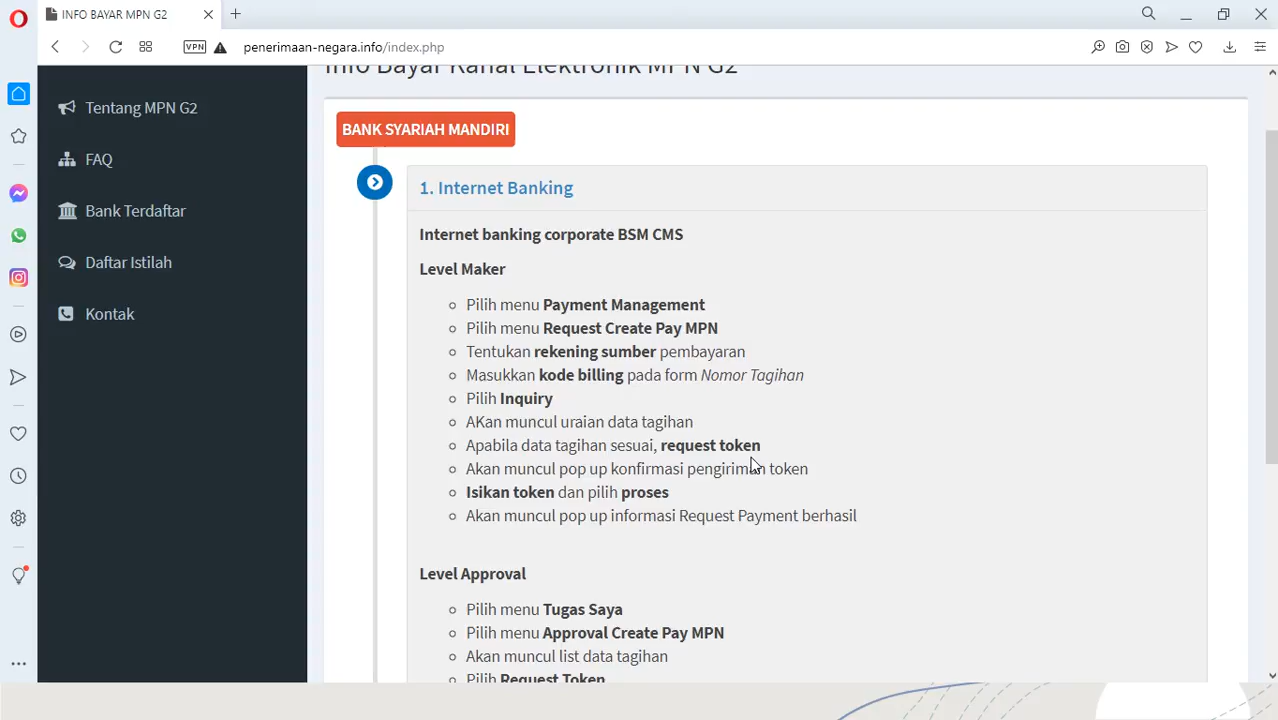 INFO BAYAR MPN G2
VPN
penerimaan-negara.info/index.php
Info Bayar Kanal Elektronik MPN G2
Tentang MPN G2
FAQ
Bank Terdaftar
Daftar Istilah
Kontak
BANK SYARIAH MANDIRI
1. Internet Banking
Internet banking corporate BSM CMS
Level Maker
Pilih menu Payment Management
Pilih menu Request Create Pay MPN
Tentukan rekening sumber pembayaran
Masukkan kode billing pada form Nomor Tagihan
Pilih Inquiry
AKan muncul uraian data tagihan
Apabila data tagihan sesuai, request token
Akan muncul pop up konfirmasi pengiriman token
Isikan token dan pilih proses
Akan muncul pop up informasi Request Payment berhasil
Level Approval
Pilih menu Tugas Saya
Pilih menu Approval Create Pay MPN
Akan muncul list data tagihan
Pilih Request Token